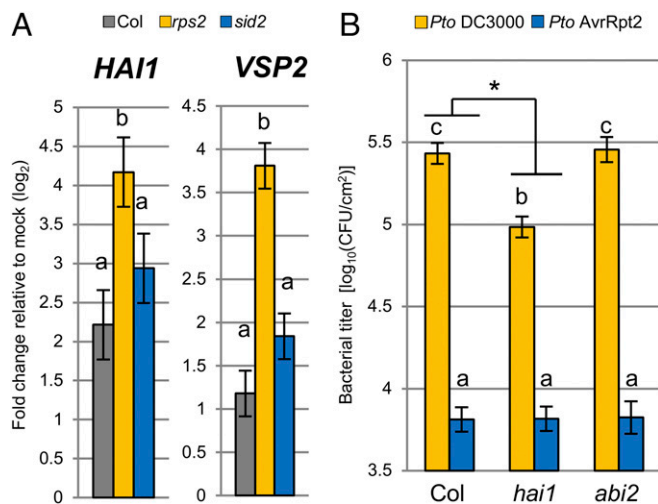 A
Col rps2 sid2
HAI1
VSP2
Fold change relative to mock (log2)
5
4.5
4
3.5
3
2.5
2
1.5
1
0.5
0
a
b
a
4.5
4
3.5
3
2.5
2
1.5
1
0.5
0
a
b
a
B
Pto DC3000 Pto AvrRpt2
Bacterial titer [log10(CFU/cm2)]
6
5.5
5
4.5
4
3.5
*
c
a
b
a
c
a
Col hai1 abi2